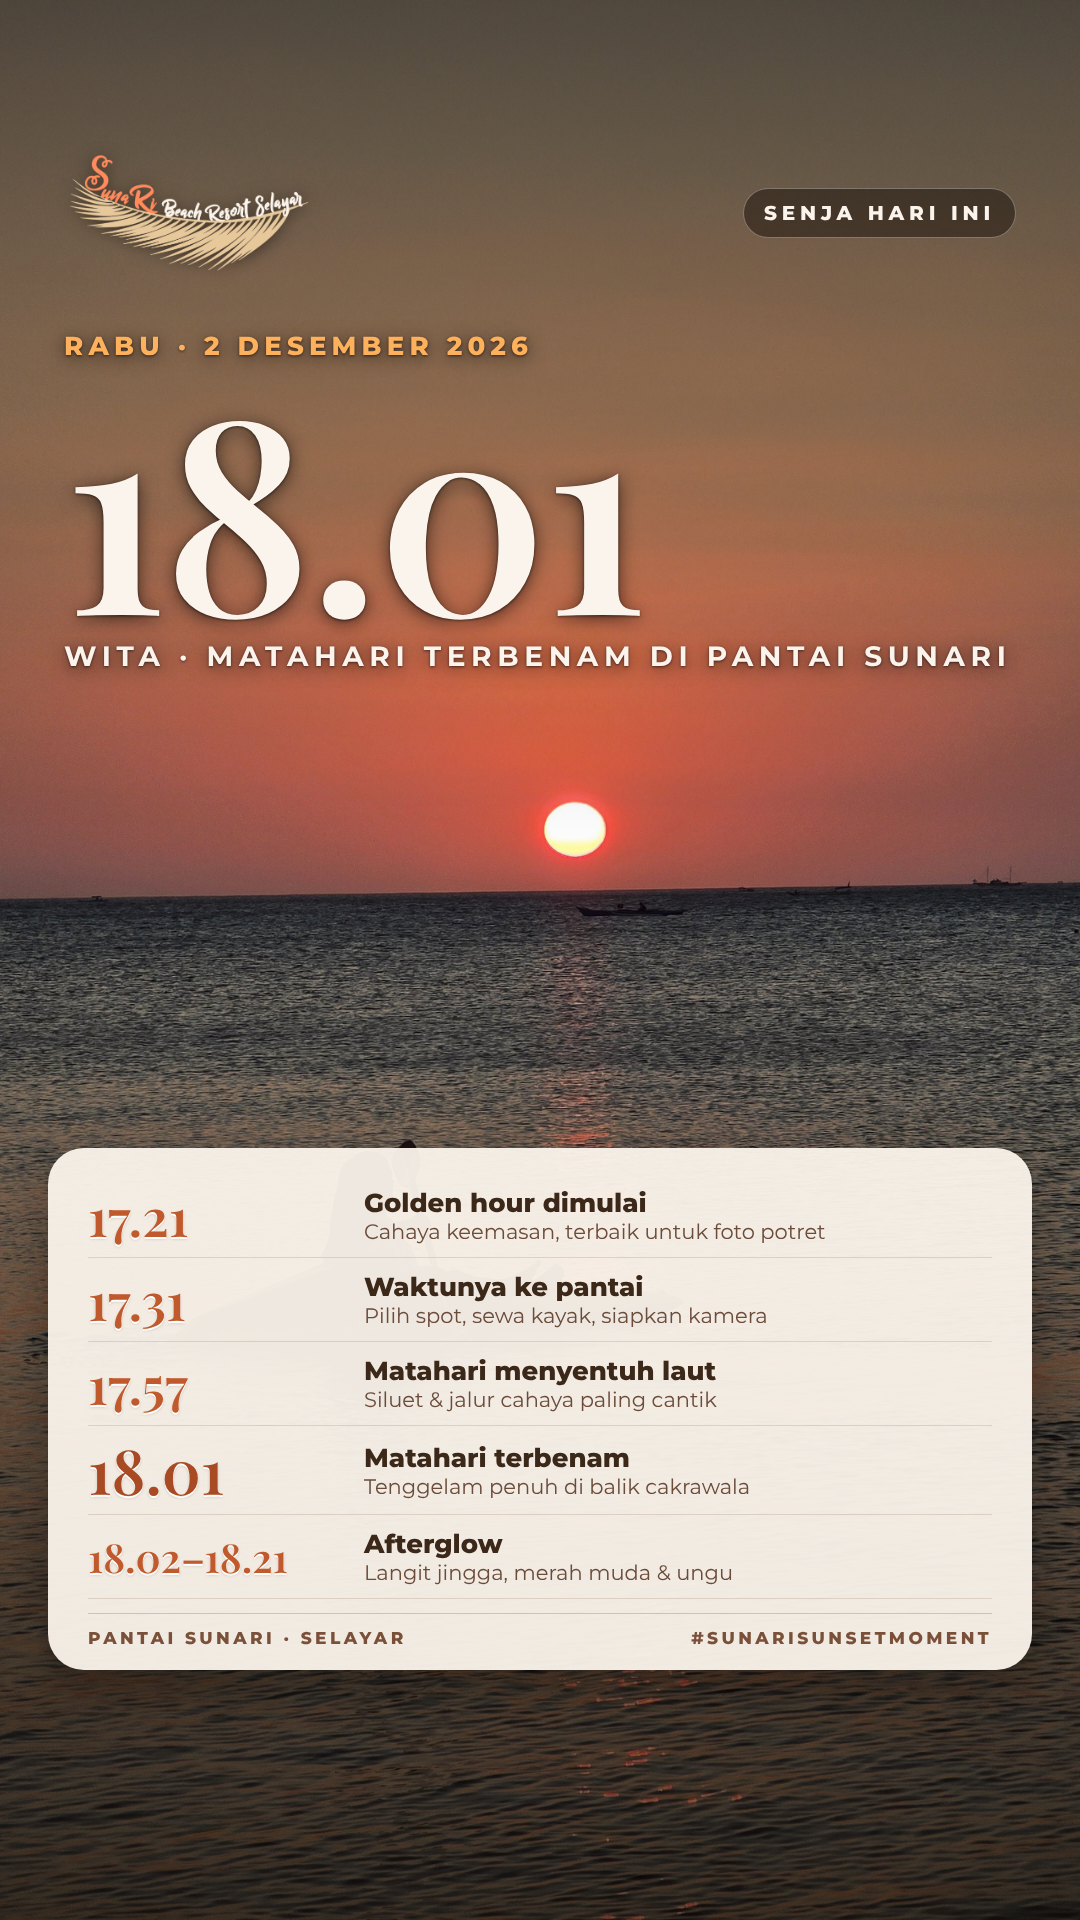 SunaRi Beach Resort Selayar
SENJA HARI INI
RABU · 2 DESEMBER 2026
18.01
WITA · MATAHARI TERBENAM DI PANTAI SUNARI
17.21
Golden hour dimulai
Cahaya keemasan, terbaik untuk foto potret
17.31
Waktunya ke pantai
Pilih spot, sewa kayak, siapkan kamera
17.57
Matahari menyentuh laut
Siluet & jalur cahaya paling cantik
18.01
Matahari terbenam
Tenggelam penuh di balik cakrawala
18.02–18.21
Afterglow
Langit jingga, merah muda & ungu
PANTAI SUNARI · SELAYAR
#SUNARISUNSETMOMENT